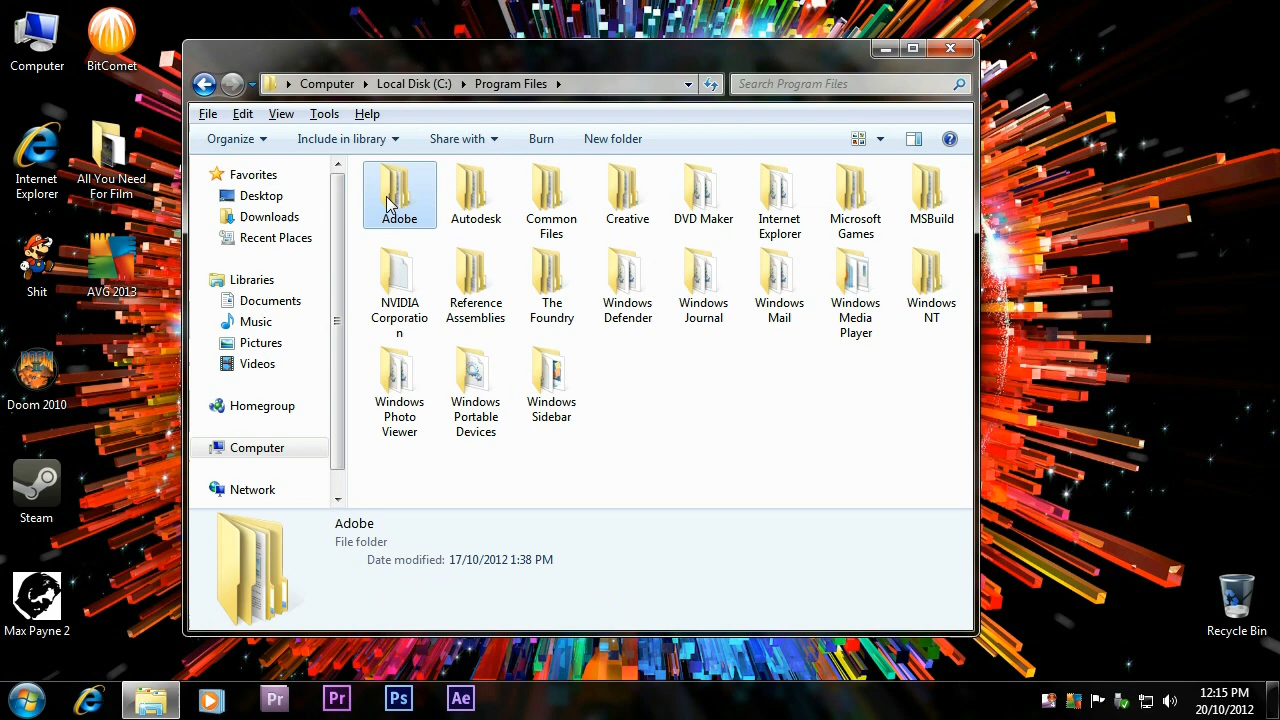 Computer
BitComet
Internet
Explorer
All You Need
For Film
Shit
AVG 2013
Doom 2010
Steam
Max Payne 2
Computer
Local Disk (C:)
Program Files
Search Program Files
File
Edit
View
Tools
Help
Organize
Include in library
Share with
Burn
New folder
Favorites
Desktop
Downloads
Recent Places
Libraries
Documents
Music
Pictures
Videos
Homegroup
Computer
Network
Adobe
Autodesk
Common
Files
Creative
DVD Maker
Internet
Explorer
Microsoft
Games
MSBuild
NVIDIA
Corporatio
n
Reference
Assemblies
The
Foundry
Windows
Defender
Windows
Journal
Windows
Mail
Windows
Media
Player
Windows
NT
Windows
Photo
Viewer
Windows
Portable
Devices
Windows
Sidebar
Adobe
File folder
Date modified: 17/10/2012 1:38 PM
Recycle Bin
Pr
Pr
Ps
Ae
12:15 PM
20/10/2012